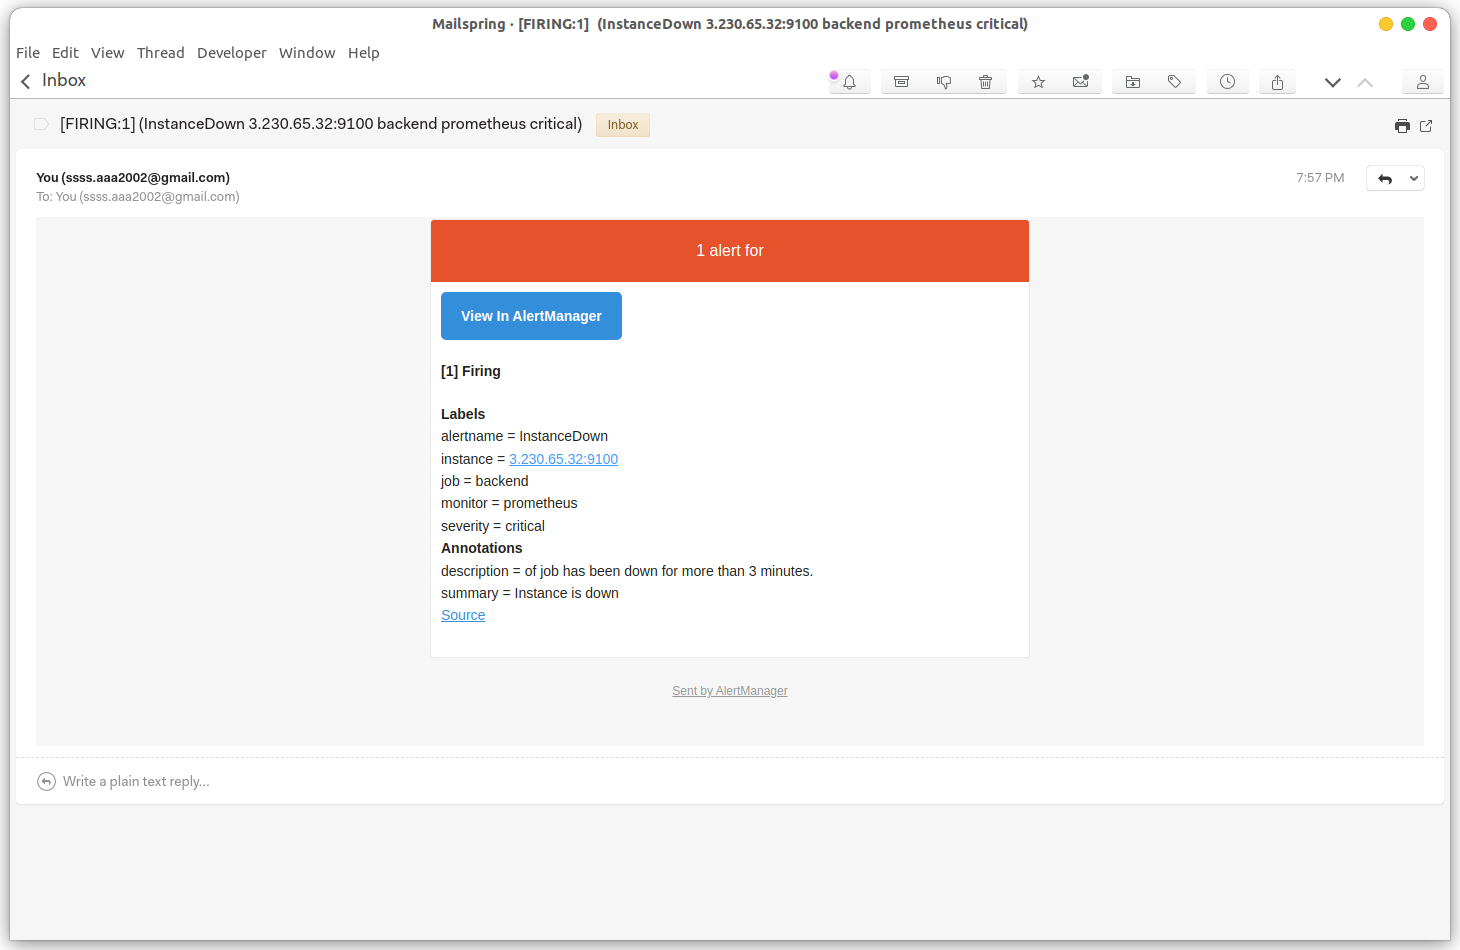 Mailspring · [FIRING:1]  (InstanceDown 3.230.65.32:9100 backend prometheus critical)
File Edit View Thread Developer Window Help
Inbox
[FIRING:1] (InstanceDown 3.230.65.32:9100 backend prometheus critical) Inbox
You (ssss.aaa2002@gmail.com) 7:57 PM
To: You (ssss.aaa2002@gmail.com)
1 alert for
View In AlertManager
[1] Firing
Labels
alertname = InstanceDown
instance = 3.230.65.32:9100
job = backend
monitor = prometheus
severity = critical
Annotations
description = of job has been down for more than 3 minutes.
summary = Instance is down
Source
Sent by AlertManager
Write a plain text reply...